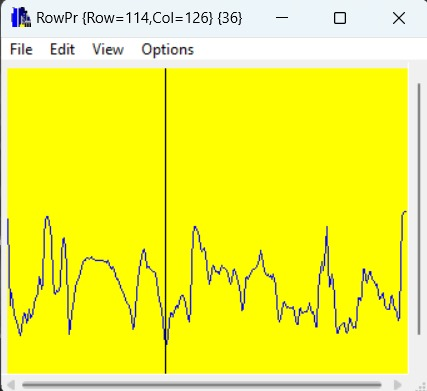 RowPr {Row=114,Col=126} {36}
File Edit View Options